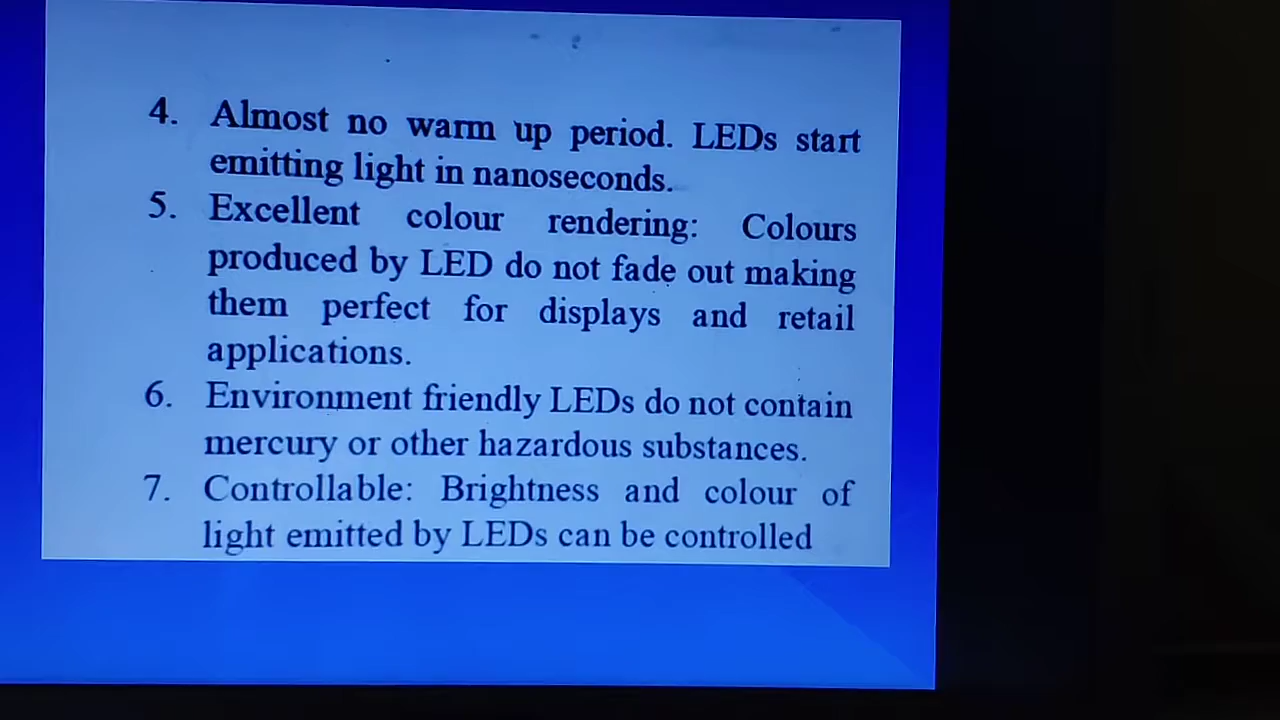 4. Almost no warm up period. LEDs start
emitting light in nanoseconds.
5. Excellent colour rendering: Colours
produced by LED do not fade out making
them perfect for displays and retail
applications.
6. Environment friendly LEDs do not contain
mercury or other hazardous substances.
7. Controllable: Brightness and colour of
light emitted by LEDs can be controlled